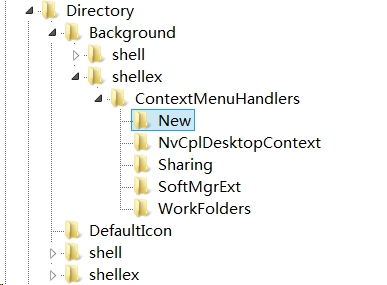 Directory
Background
shell
shellex
ContextMenuHandlers
New
NvCplDesktopContext
Sharing
SoftMgrExt
WorkFolders
DefaultIcon
shell
shellex